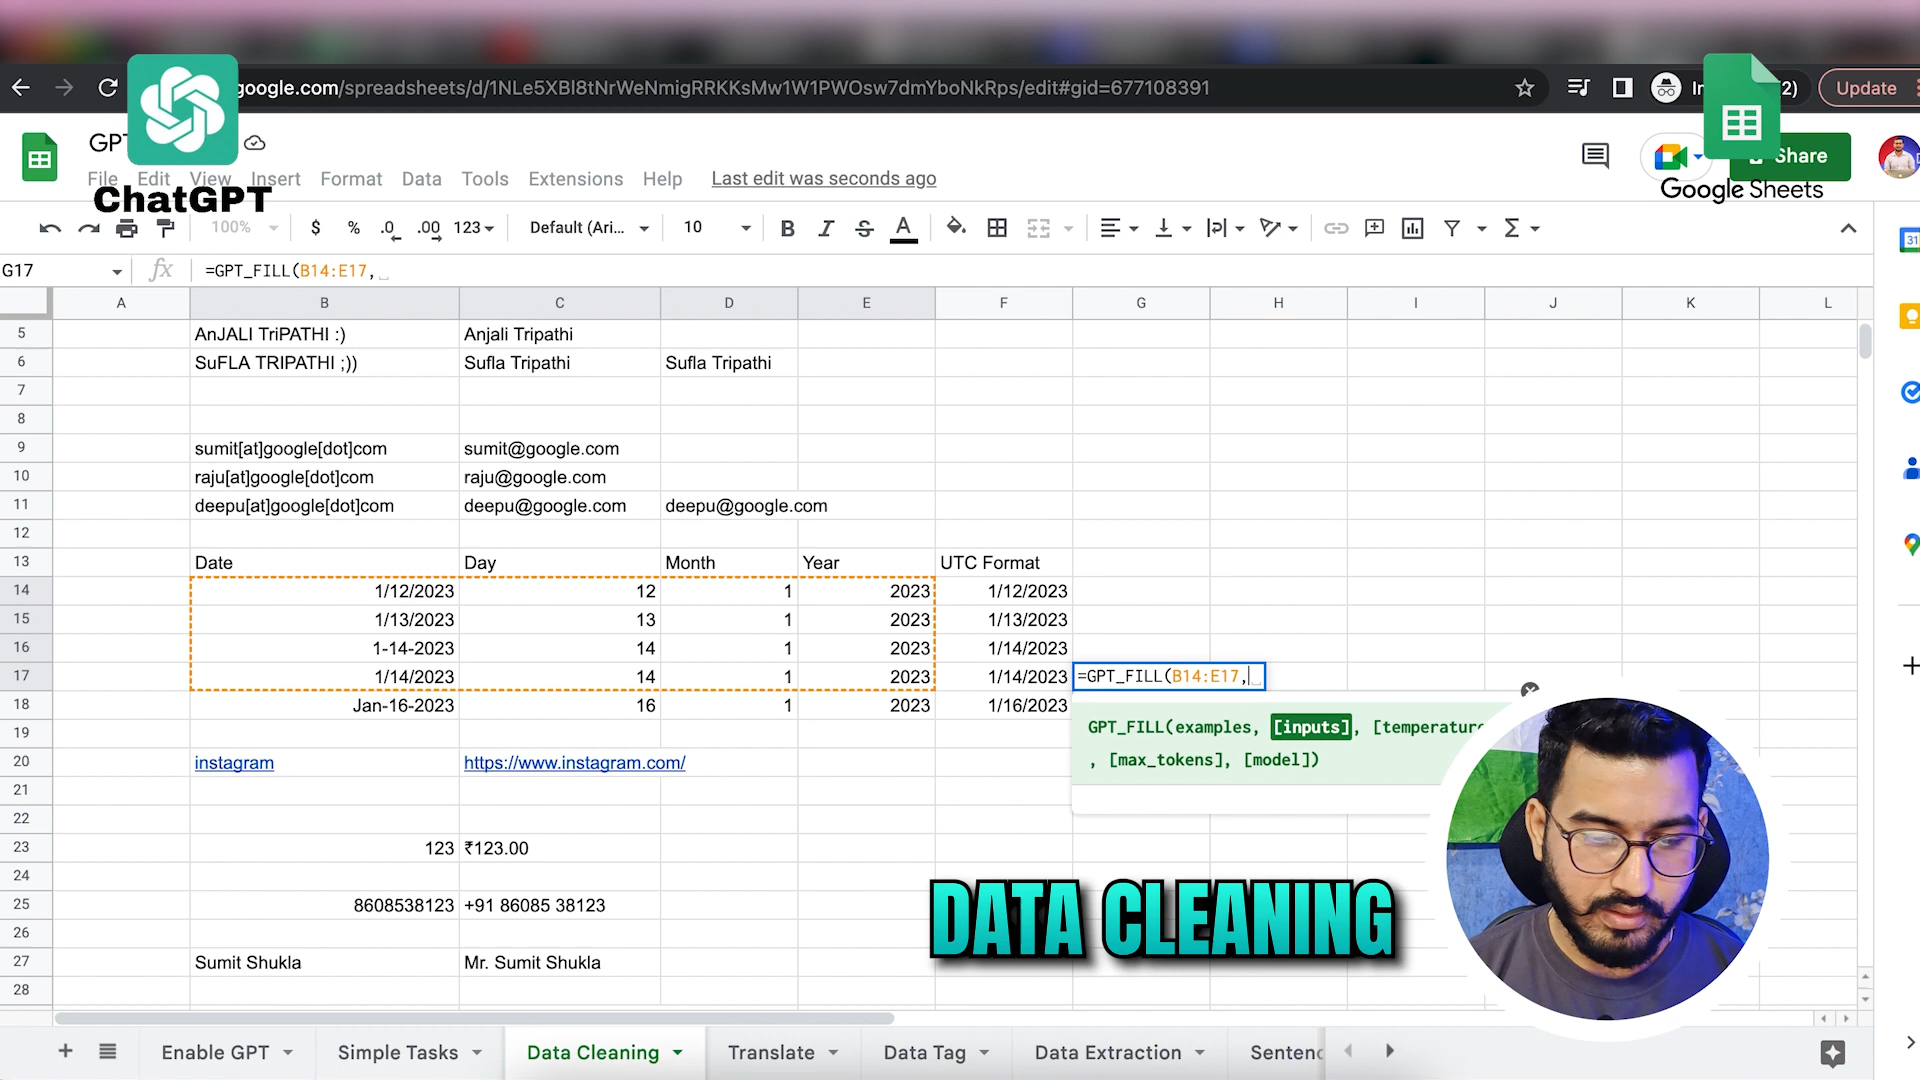 google.com/spreadsheets/d/1NLe5XBl8tNrWeNmigRRKKsMw1W1PWOsw7dmYboNkRps/edit#gid=677108391
2)
Update
GPT
Share
File Edit View Insert Format Data Tools Extensions Help Last edit was seconds ago
ChatGPT
Google Sheets
100% $ % .0 .00 123 Default (Ari... 10 B I S A Σ
31
G17 fx =GPT_FILL(B14:E17,
A B C D E F G H I J K L
5 AnJALI TriPATHI :) Anjali Tripathi
6 SuFLA TRIPATHI ;)) Sufla Tripathi Sufla Tripathi
7
8
9 sumit[at]google[dot]com sumit@google.com
10 raju[at]google[dot]com raju@google.com
11 deepu[at]google[dot]com deepu@google.com deepu@google.com
12
13 Date Day Month Year UTC Format
14 1/12/2023 12 1 2023 1/12/2023
15 1/13/2023 13 1 2023 1/13/2023
16 1-14-2023 14 1 2023 1/14/2023
17 1/14/2023 14 1 2023 1/14/2023 =GPT_FILL(B14:E17,
18 Jan-16-2023 16 1 2023 1/16/2023
GPT_FILL(examples, [inputs], [temperature
, [max_tokens], [model])
19
20 instagram https://www.instagram.com/
21
22
23 123 ₹123.00
24
25 8608538123 +91 86085 38123
26
27 Sumit Shukla Mr. Sumit Shukla
28
DATA CLEANING
Enable GPT Simple Tasks Data Cleaning Translate Data Tag Data Extraction Sentenc